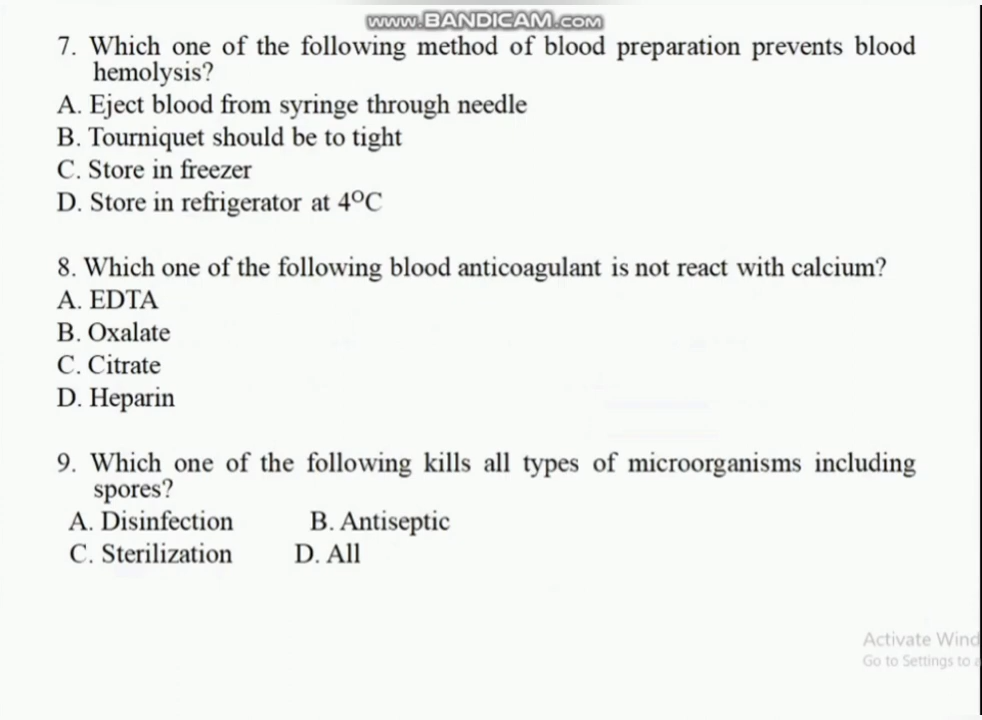 www.BANDICAM.COM
7. Which one of the following method of blood preparation prevents blood
hemolysis?
A. Eject blood from syringe through needle
B. Tourniquet should be to tight
C. Store in freezer
D. Store in refrigerator at 4⁰C
8. Which one of the following blood anticoagulant is not react with calcium?
A. EDTA
B. Oxalate
C. Citrate
D. Heparin
9. Which one of the following kills all types of microorganisms including
spores?
A. Disinfection B. Antiseptic
C. Sterilization D. All
Activate Wind
Go to Settings to a